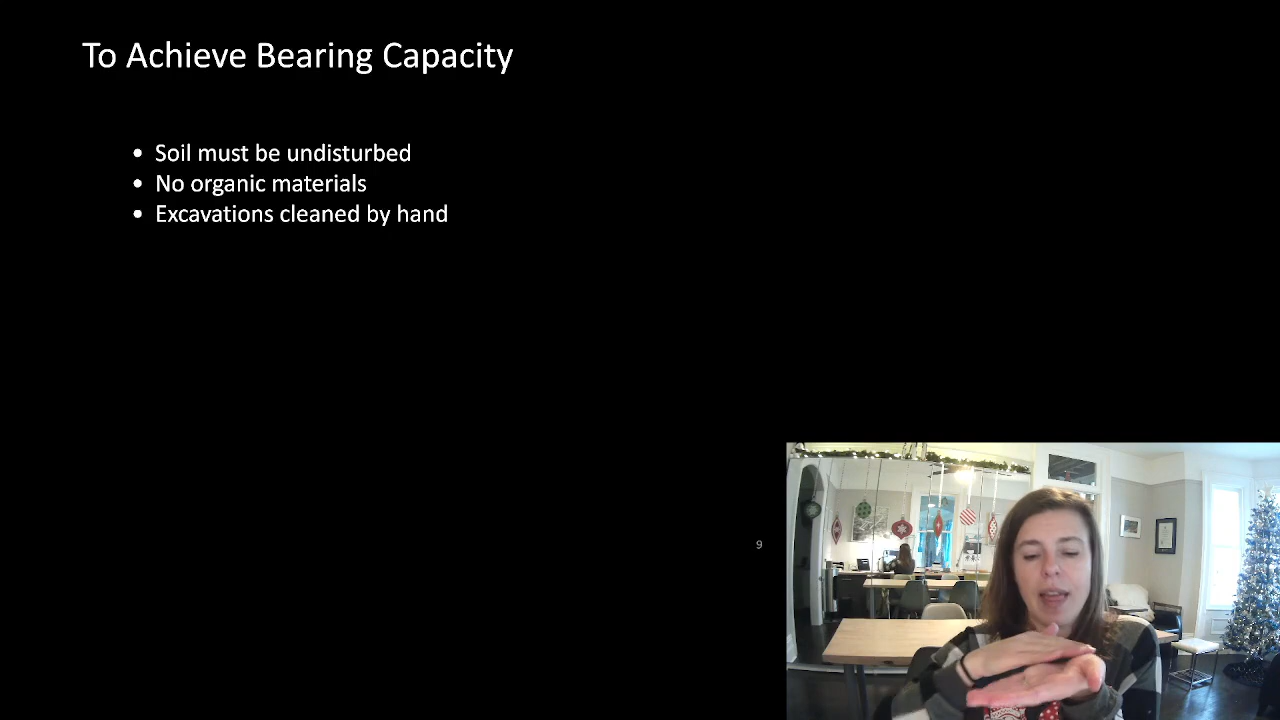 To Achieve Bearing Capacity
• Soil must be undisturbed
• No organic materials
• Excavations cleaned by hand
9